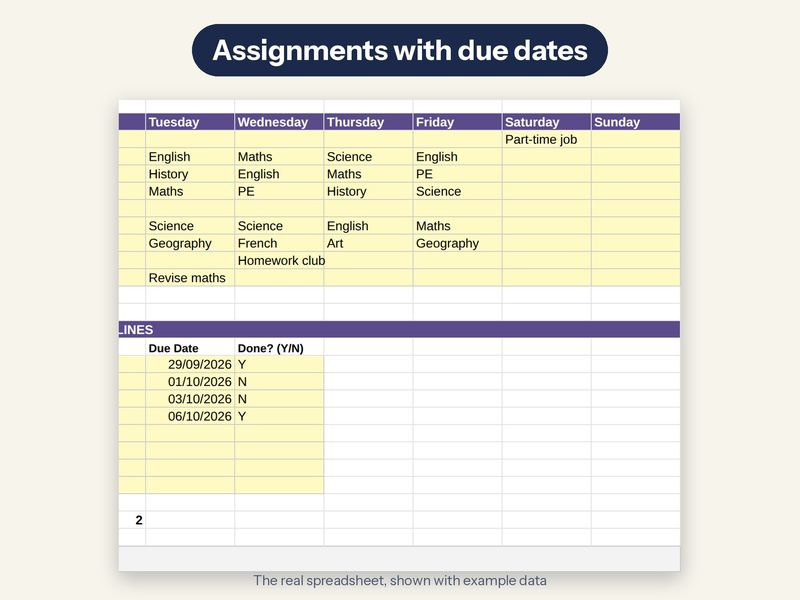 Assignments with due dates
Tuesday Wednesday Thursday Friday Saturday Sunday
Part-time job
English Maths Science English
History English Maths PE
Maths PE History Science
Science Science English Maths
Geography French Art Geography
Homework club
Revise maths
LINES
Due Date Done? (Y/N)
29/09/2026 Y
01/10/2026 N
03/10/2026 N
06/10/2026 Y
2
The real spreadsheet, shown with example data